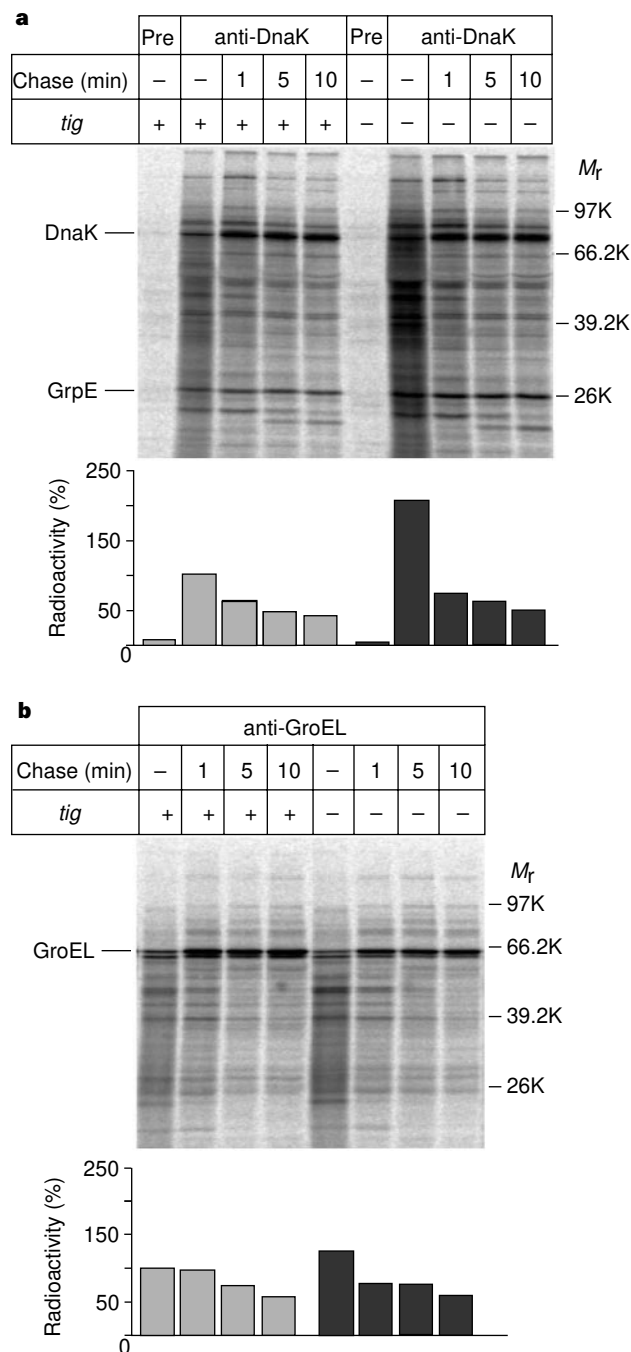 a
Pre anti-DnaK Pre anti-DnaK
Chase (min) – – 1 5 10 – – 1 5 10
tig + + + + + – – – – –
Mr
97K
DnaK
66.2K
39.2K
GrpE
26K
250
150
50
0
Radioactivity (%)
b
anti-GroEL
Chase (min) – 1 5 10 – 1 5 10
tig + + + + – – – –
Mr
97K
GroEL
66.2K
39.2K
26K
250
150
50
0
Radioactivity (%)